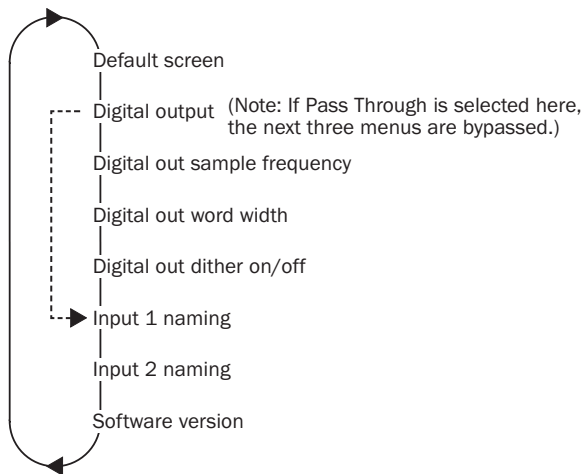 Default screen
Digital output (Note: If Pass Through is selected here,
the next three menus are bypassed.)
Digital out sample frequency
Digital out word width
Digital out dither on/off
Input 1 naming
Input 2 naming
Software version